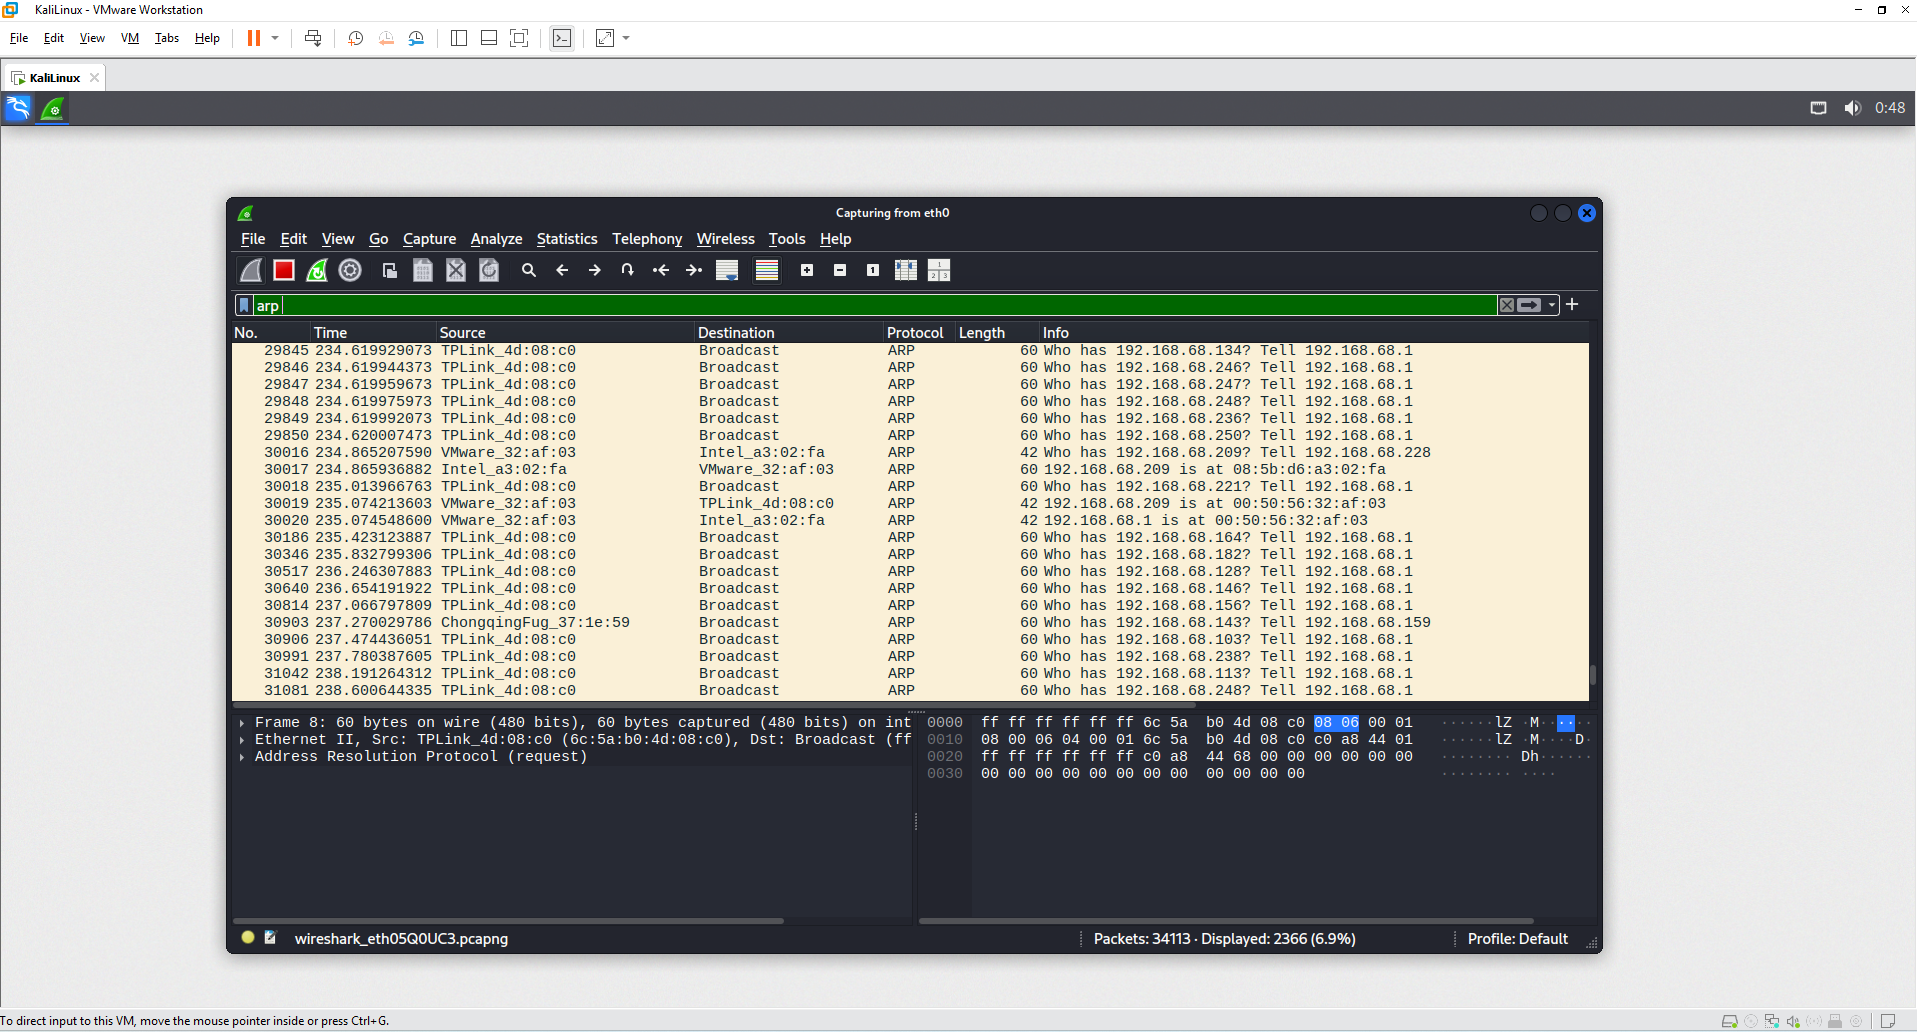 KaliLinux - VMware Workstation
File Edit View VM Tabs Help
KaliLinux
0:48
Capturing from eth0
File Edit View Go Capture Analyze Statistics Telephony Wireless Tools Help
arp
No. Time Source Destination Protocol Length Info
29845 234.619929073 TPLink_4d:08:c0 Broadcast ARP 60 Who has 192.168.68.134? Tell 192.168.68.1
29846 234.619944373 TPLink_4d:08:c0 Broadcast ARP 60 Who has 192.168.68.246? Tell 192.168.68.1
29847 234.619959673 TPLink_4d:08:c0 Broadcast ARP 60 Who has 192.168.68.247? Tell 192.168.68.1
29848 234.619975973 TPLink_4d:08:c0 Broadcast ARP 60 Who has 192.168.68.248? Tell 192.168.68.1
29849 234.619992073 TPLink_4d:08:c0 Broadcast ARP 60 Who has 192.168.68.236? Tell 192.168.68.1
29850 234.620007473 TPLink_4d:08:c0 Broadcast ARP 60 Who has 192.168.68.250? Tell 192.168.68.1
30016 234.865207590 VMware_32:af:03 Intel_a3:02:fa ARP 42 Who has 192.168.68.209? Tell 192.168.68.228
30017 234.865936882 Intel_a3:02:fa VMware_32:af:03 ARP 60 192.168.68.209 is at 08:5b:d6:a3:02:fa
30018 235.013966763 TPLink_4d:08:c0 Broadcast ARP 60 Who has 192.168.68.221? Tell 192.168.68.1
30019 235.074213603 VMware_32:af:03 TPLink_4d:08:c0 ARP 42 192.168.68.209 is at 00:50:56:32:af:03
30020 235.074548600 VMware_32:af:03 Intel_a3:02:fa ARP 42 192.168.68.1 is at 00:50:56:32:af:03
30186 235.423123887 TPLink_4d:08:c0 Broadcast ARP 60 Who has 192.168.68.164? Tell 192.168.68.1
30346 235.832799306 TPLink_4d:08:c0 Broadcast ARP 60 Who has 192.168.68.182? Tell 192.168.68.1
30517 236.246307883 TPLink_4d:08:c0 Broadcast ARP 60 Who has 192.168.68.128? Tell 192.168.68.1
30640 236.654191922 TPLink_4d:08:c0 Broadcast ARP 60 Who has 192.168.68.146? Tell 192.168.68.1
30814 237.066797809 TPLink_4d:08:c0 Broadcast ARP 60 Who has 192.168.68.156? Tell 192.168.68.1
30903 237.270029786 ChongqingFug_37:1e:59 Broadcast ARP 60 Who has 192.168.68.143? Tell 192.168.68.159
30906 237.474436051 TPLink_4d:08:c0 Broadcast ARP 60 Who has 192.168.68.103? Tell 192.168.68.1
30991 237.780387605 TPLink_4d:08:c0 Broadcast ARP 60 Who has 192.168.68.238? Tell 192.168.68.1
31042 238.191264312 TPLink_4d:08:c0 Broadcast ARP 60 Who has 192.168.68.113? Tell 192.168.68.1
31081 238.600644335 TPLink_4d:08:c0 Broadcast ARP 60 Who has 192.168.68.248? Tell 192.168.68.1
Frame 8: 60 bytes on wire (480 bits), 60 bytes captured (480 bits) on int
Ethernet II, Src: TPLink_4d:08:c0 (6c:5a:b0:4d:08:c0), Dst: Broadcast (ff
Address Resolution Protocol (request)
0000 ff ff ff ff ff ff 6c 5a b0 4d 08 c0 08 06 00 01 ······lZ ·M······
0010 08 00 06 04 00 01 6c 5a b0 4d 08 c0 c0 a8 44 01 ······lZ ·M····D·
0020 ff ff ff ff ff ff c0 a8 44 68 00 00 00 00 00 00 ········ Dh······
0030 00 00 00 00 00 00 00 00 00 00 00 00 ········ ····
wireshark_eth05Q0UC3.pcapng
Packets: 34113 · Displayed: 2366 (6.9%)
Profile: Default
To direct input to this VM, move the mouse pointer inside or press Ctrl+G.